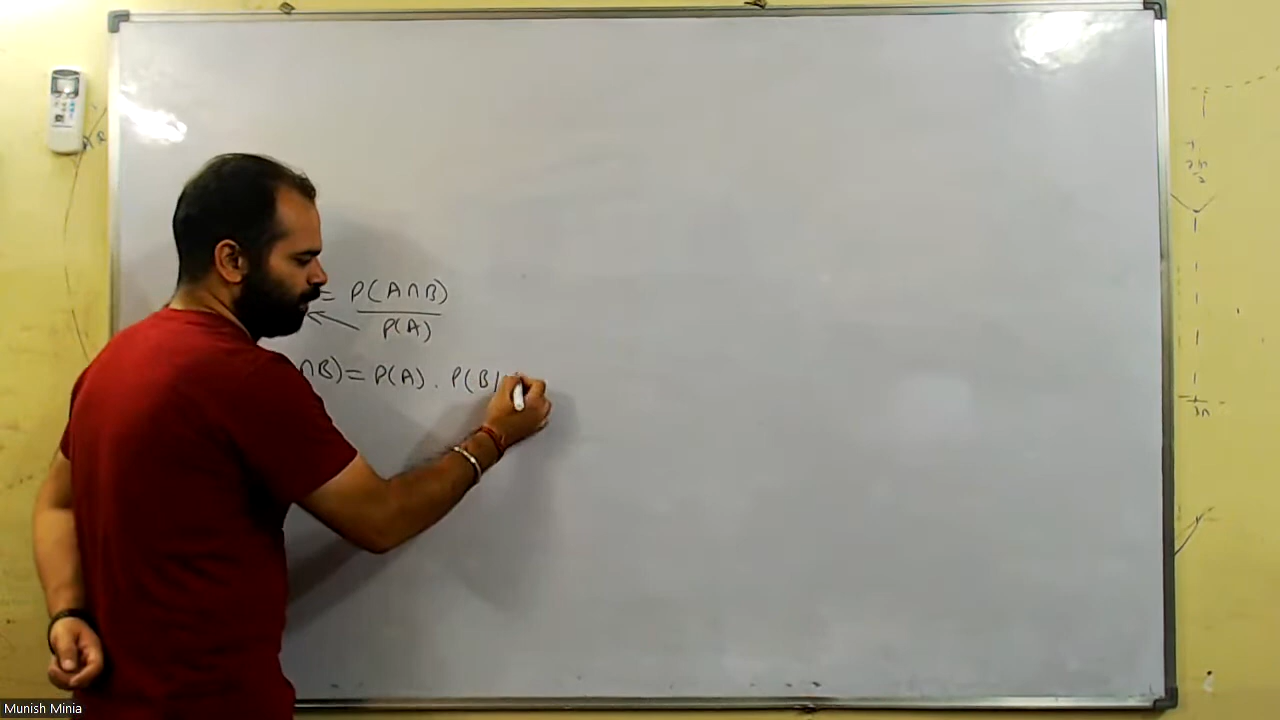 = P(A∩B)
P(A)
∩B) = P(A) . P(B/
Munish Minia